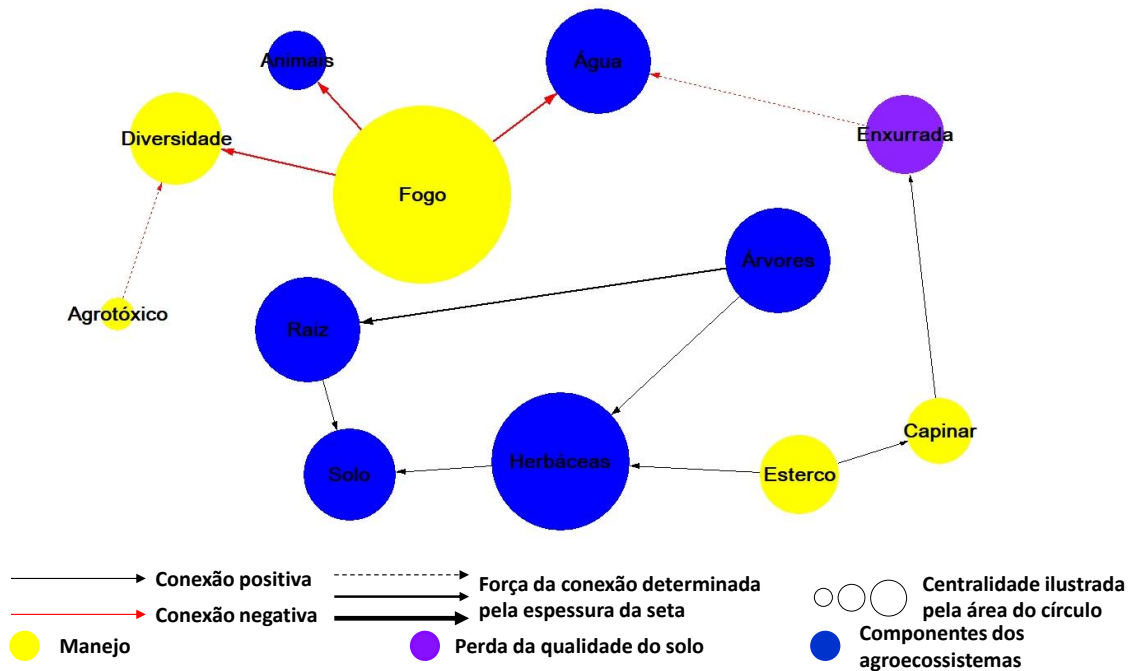 Animais
Água
Diversidade
Enxurrada
Fogo
Árvores
Agrotóxico
Raíz
Capinar
Herbáceas
Solo
Esterco
Conexão positiva
Conexão negativa
Força da conexão determinada
pela espessura da seta
Centralidade ilustrada
pela área do círculo
Manejo
Perda da qualidade do solo
Componentes dos
agroecossistemas